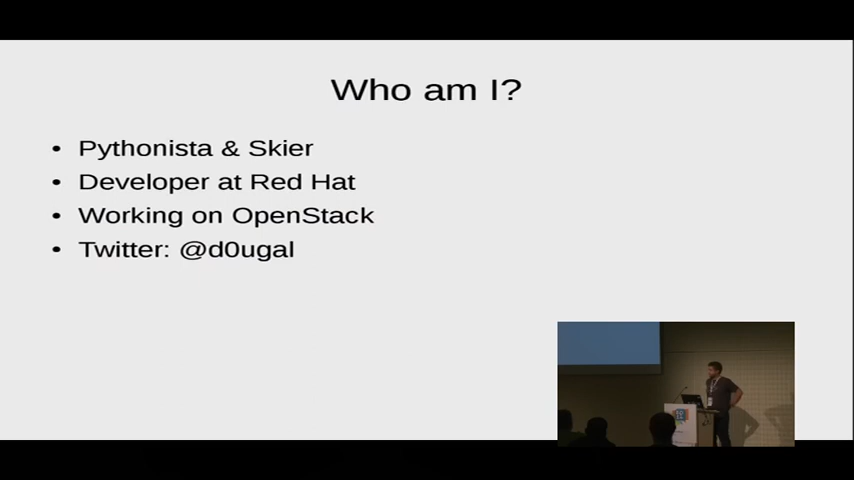 Who am I?
• Pythonista & Skier
• Developer at Red Hat
• Working on OpenStack
• Twitter: @d0ugal